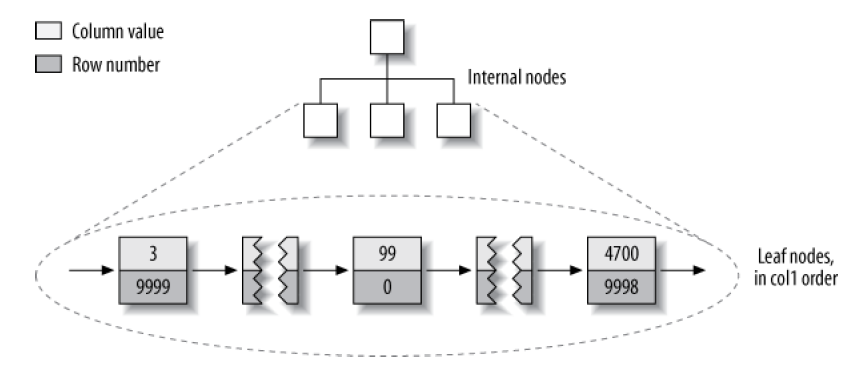 Column value
Row number
Internal nodes
3
9999
99
0
4700
9998
Leaf nodes,
in col1 order